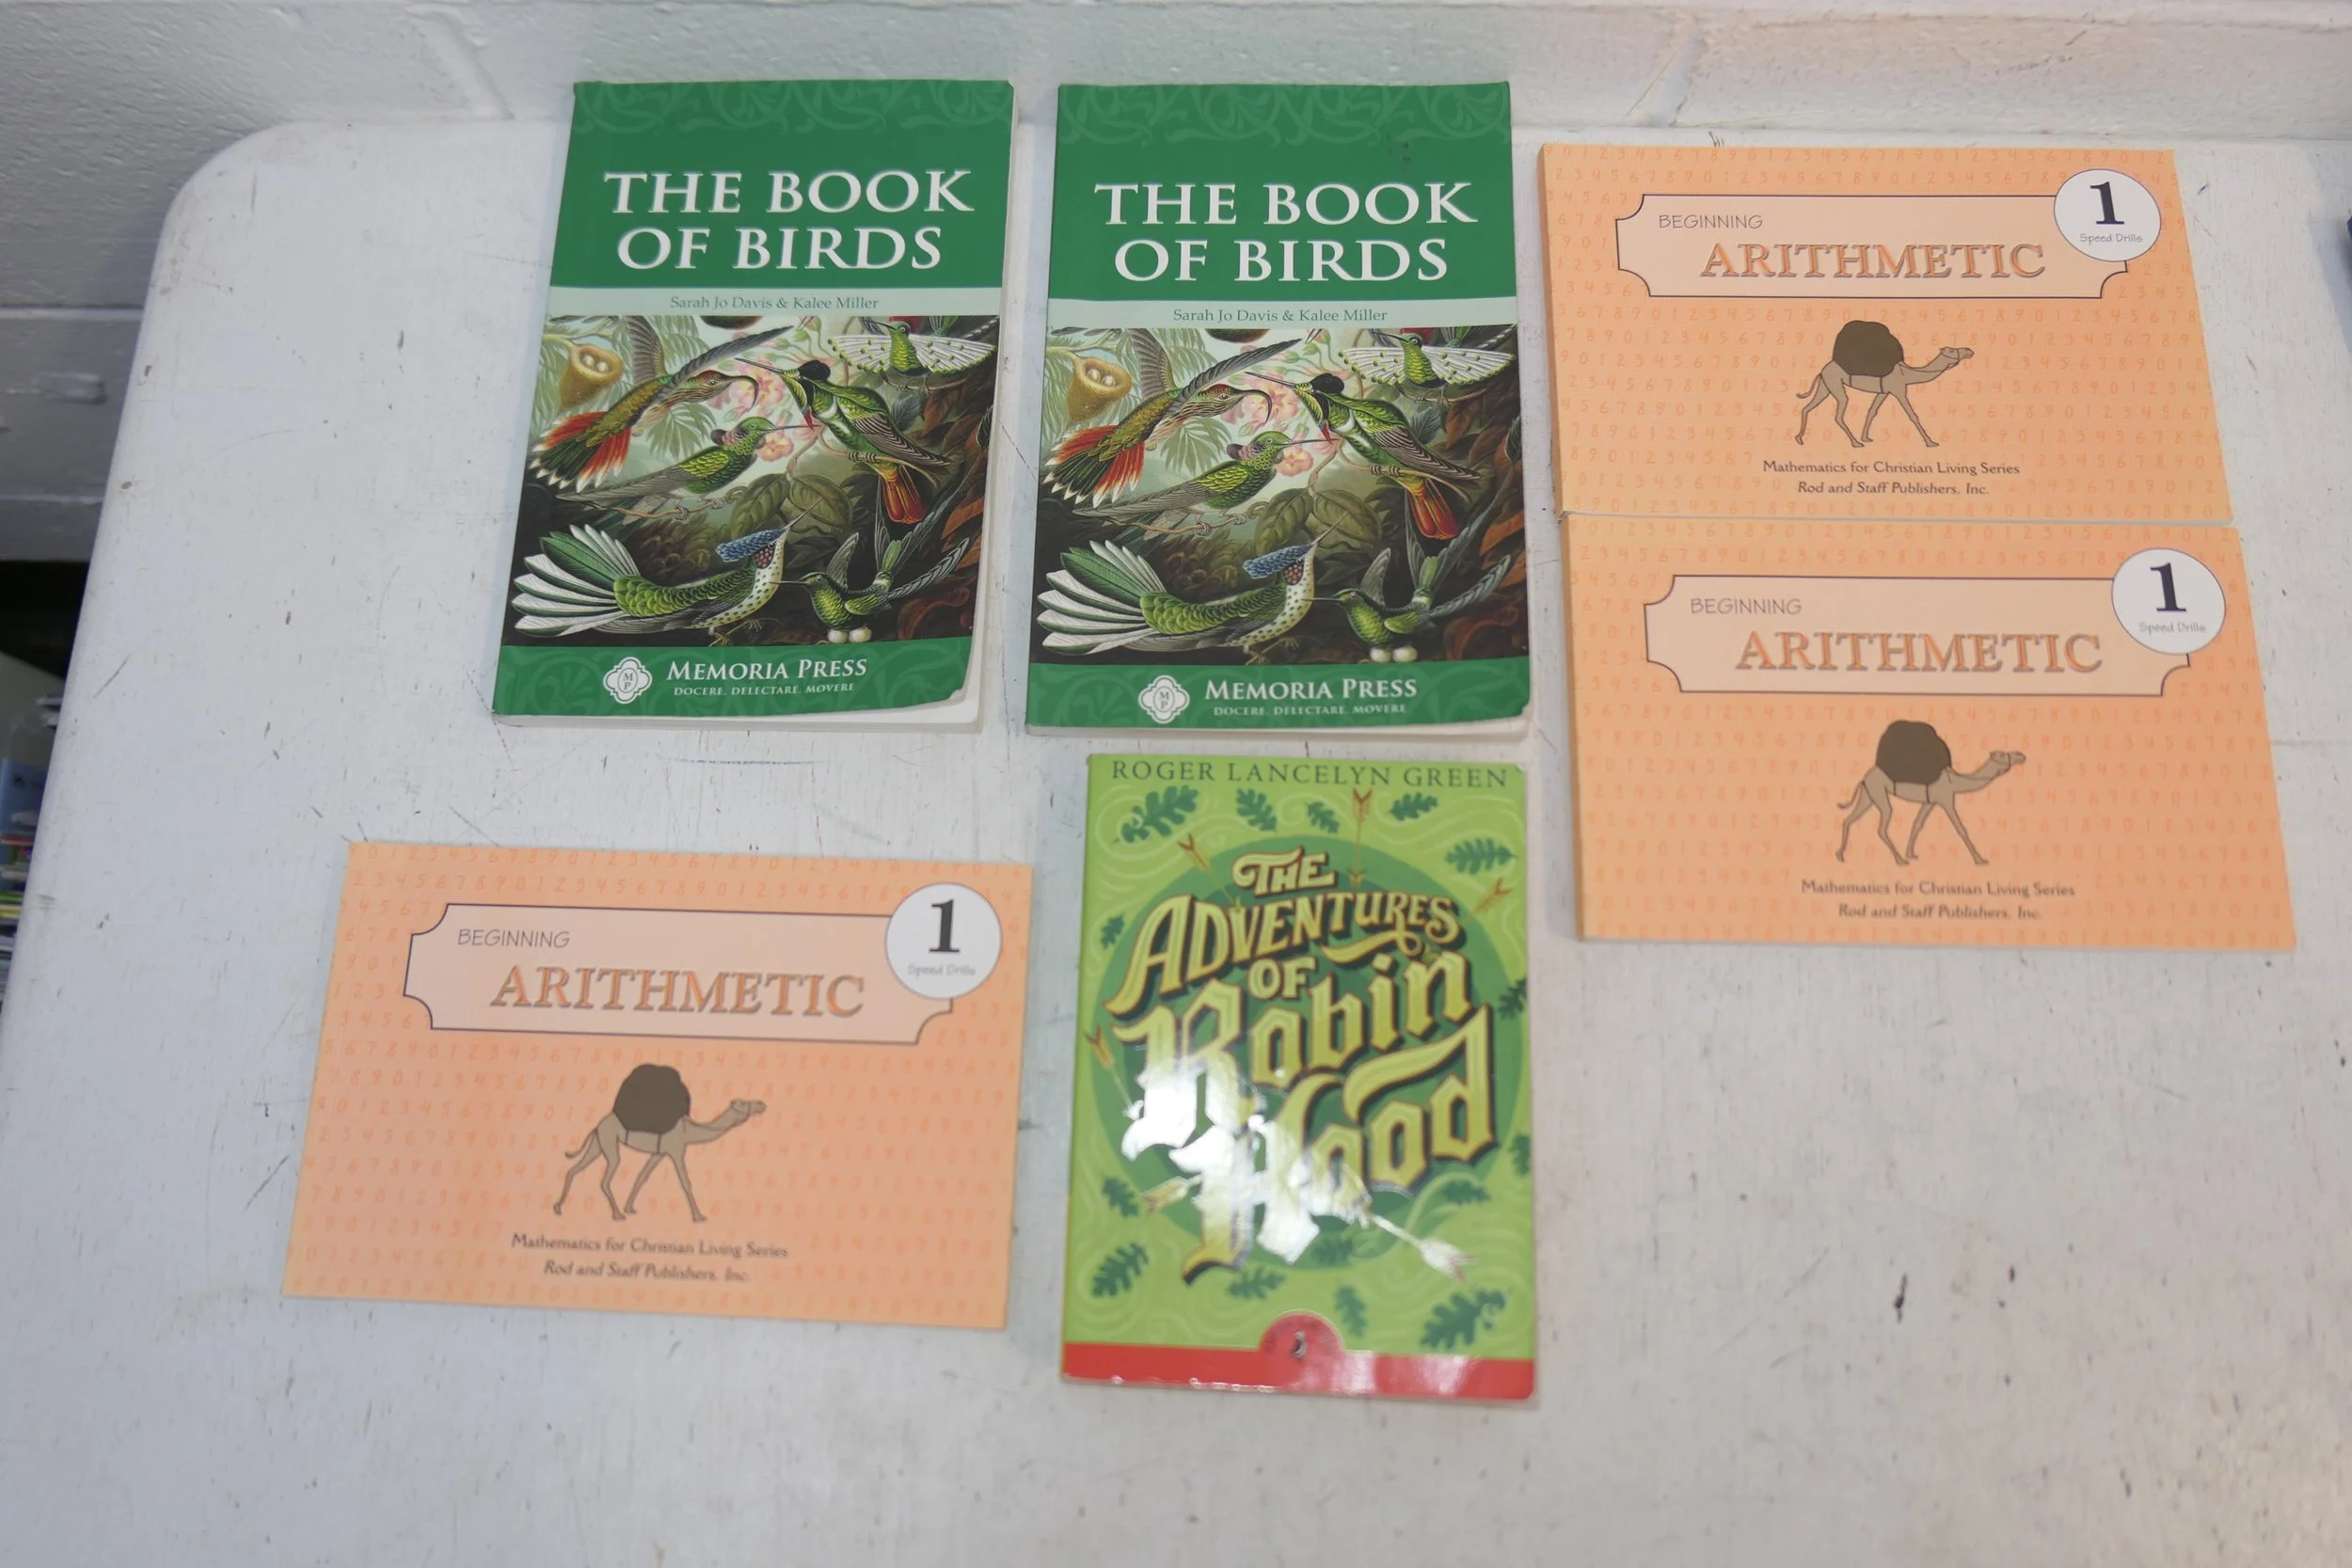 THE BOOK
OF BIRDS
Sarah Jo Davis & Kalee Miller
MP
MEMORIA PRESS
DOCERE, DELECTARE, MOVERE
THE BOOK
OF BIRDS
Sarah Jo Davis & Kalee Miller
MP
MEMORIA PRESS
DOCERE, DELECTARE, MOVERE
1
Speed Drills
BEGINNING
ARITHMETIC
Mathematics for Christian Living Series
Rod and Staff Publishers, Inc.
1
Speed Drills
BEGINNING
ARITHMETIC
Mathematics for Christian Living Series
Rod and Staff Publishers, Inc.
1
Speed Drills
BEGINNING
ARITHMETIC
Mathematics for Christian Living Series
Rod and Staff Publishers, Inc.
ROGER LANCELYN GREEN
THE
ADVENTURES
OF
Robin
Hood